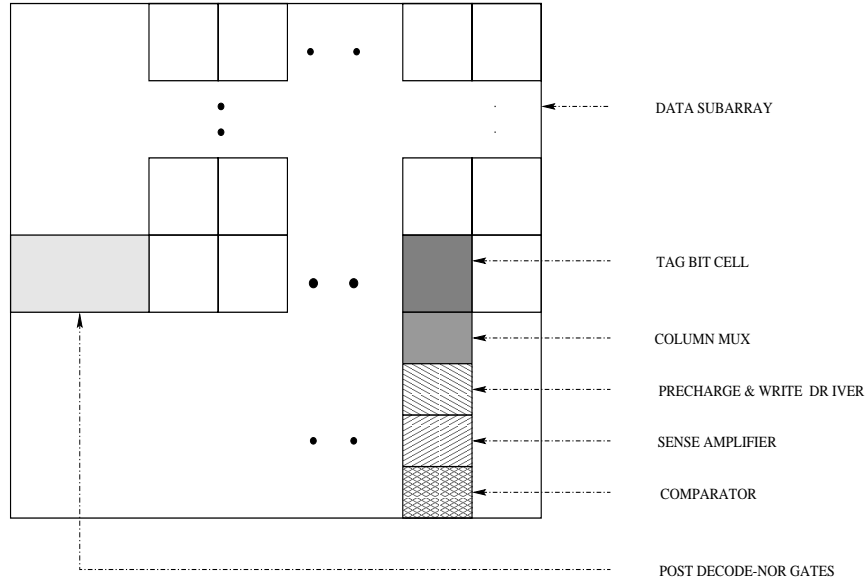 DATA SUBARRAY
TAG BIT CELL
COLUMN MUX
PRECHARGE & WRITE DR IVER
SENSE AMPLIFIER
COMPARATOR
POST DECODE-NOR GATES